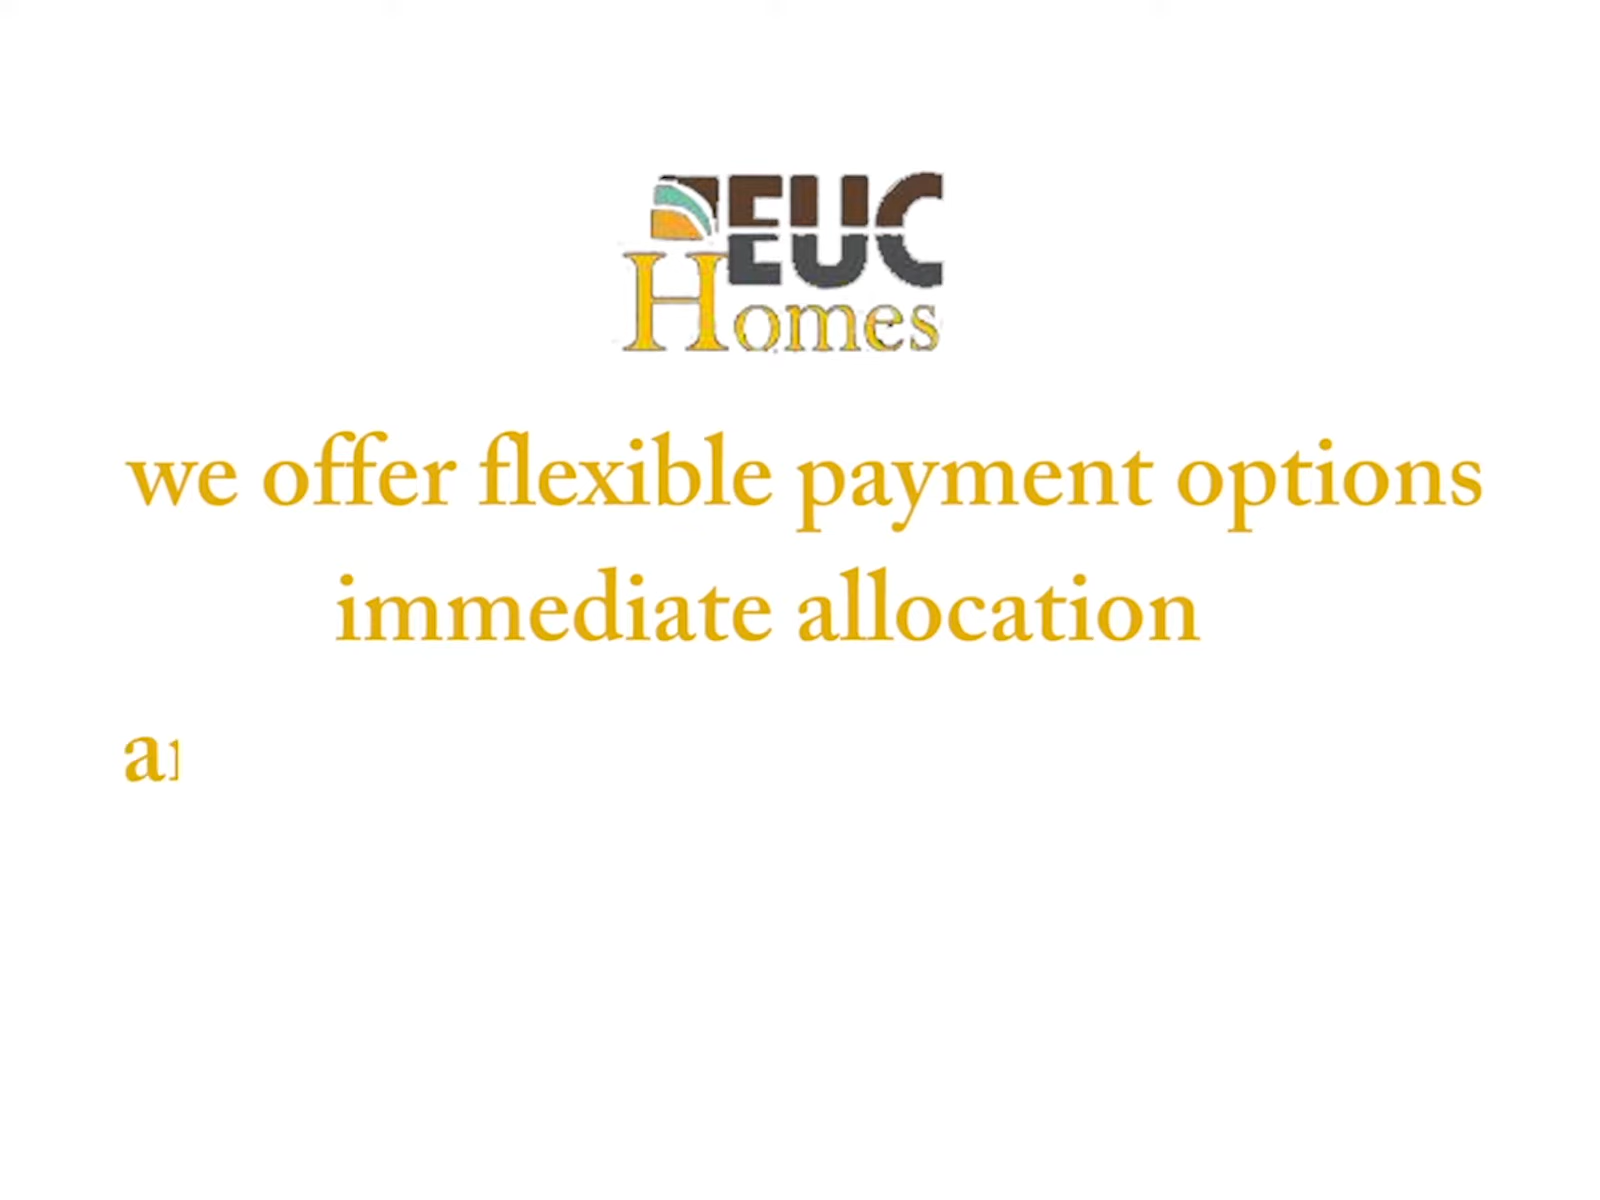 EUC
Homes
we offer flexible payment options
immediate allocation